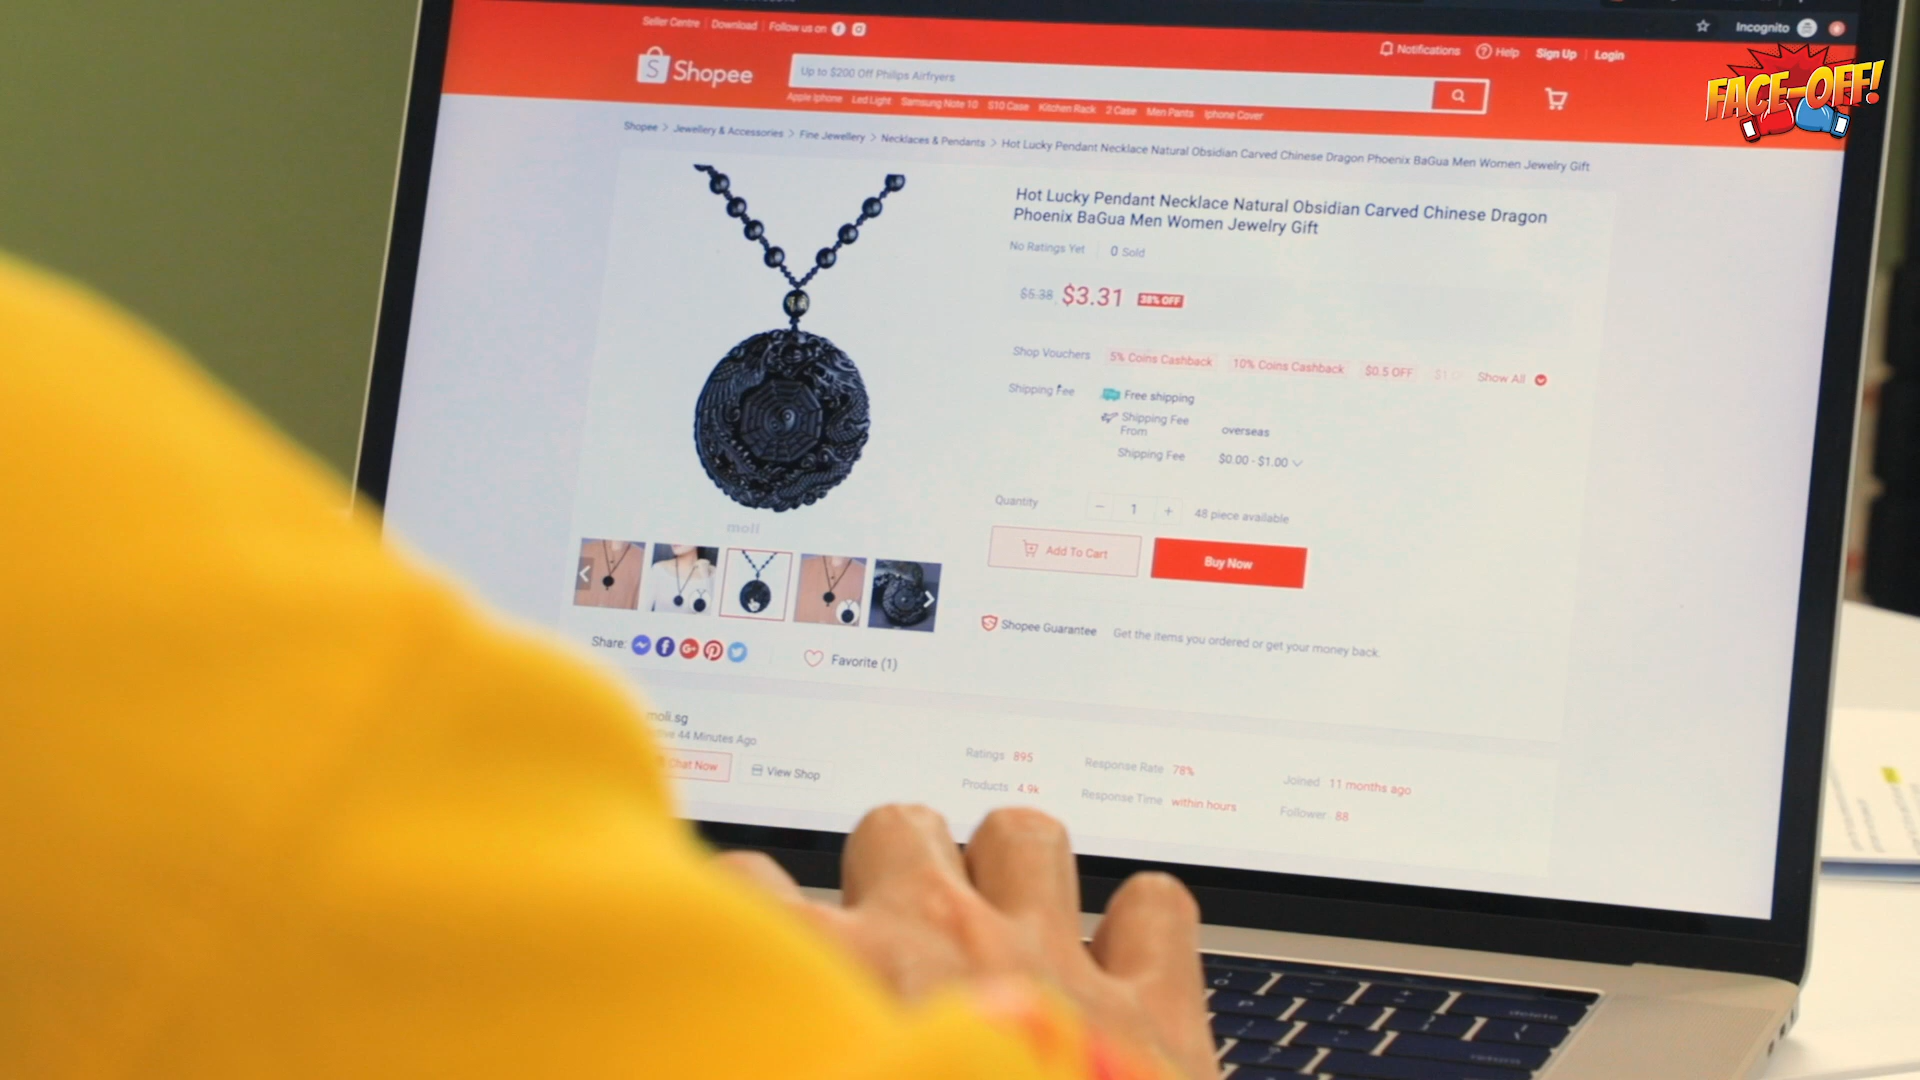 Incognito
Seller Centre | Download | Follow us on
Notifications Help Sign Up | Login
FACE-OFF!
Shopee
Up to $200 Off Philips Airfryers
Apple Iphone Led Light Samsung Note 10 S10 Case Kitchen Rack 2 Case Men Pants Iphone Cover
Shopee > Jewellery & Accessories > Fine Jewellery > Necklaces & Pendants > Hot Lucky Pendant Necklace Natural Obsidian Carved Chinese Dragon Phoenix BaGua Men Women Jewelry Gift
Hot Lucky Pendant Necklace Natural Obsidian Carved Chinese Dragon
Phoenix BaGua Men Women Jewelry Gift
No Ratings Yet 0 Sold
$5.38 $3.31 38% OFF
Shop Vouchers 5% Coins Cashback 10% Coins Cashback $0.5 OFF Show All
Shipping Fee Free shipping
Shipping Fee
From overseas
Shipping Fee $0.00 - $1.00
Quantity − 1 + 48 piece available
moli
Add To Cart Buy Now
Shopee Guarantee Get the items you ordered or get your money back.
Share: Favorite (1)
moli.sg
44 Minutes Ago
Chat Now View Shop
Ratings 895 Response Rate 78% Joined 11 months ago
Products 4.9k Response Time within hours Follower 88
delete